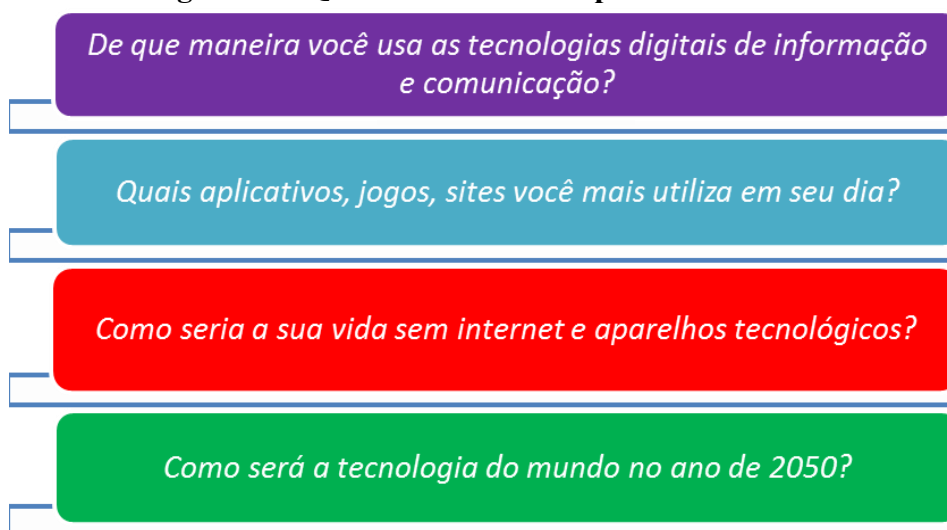 De que maneira você usa as tecnologias digitais de informação
e comunicação?
Quais aplicativos, jogos, sites você mais utiliza em seu dia?
Como seria a sua vida sem internet e aparelhos tecnológicos?
Como será a tecnologia do mundo no ano de 2050?